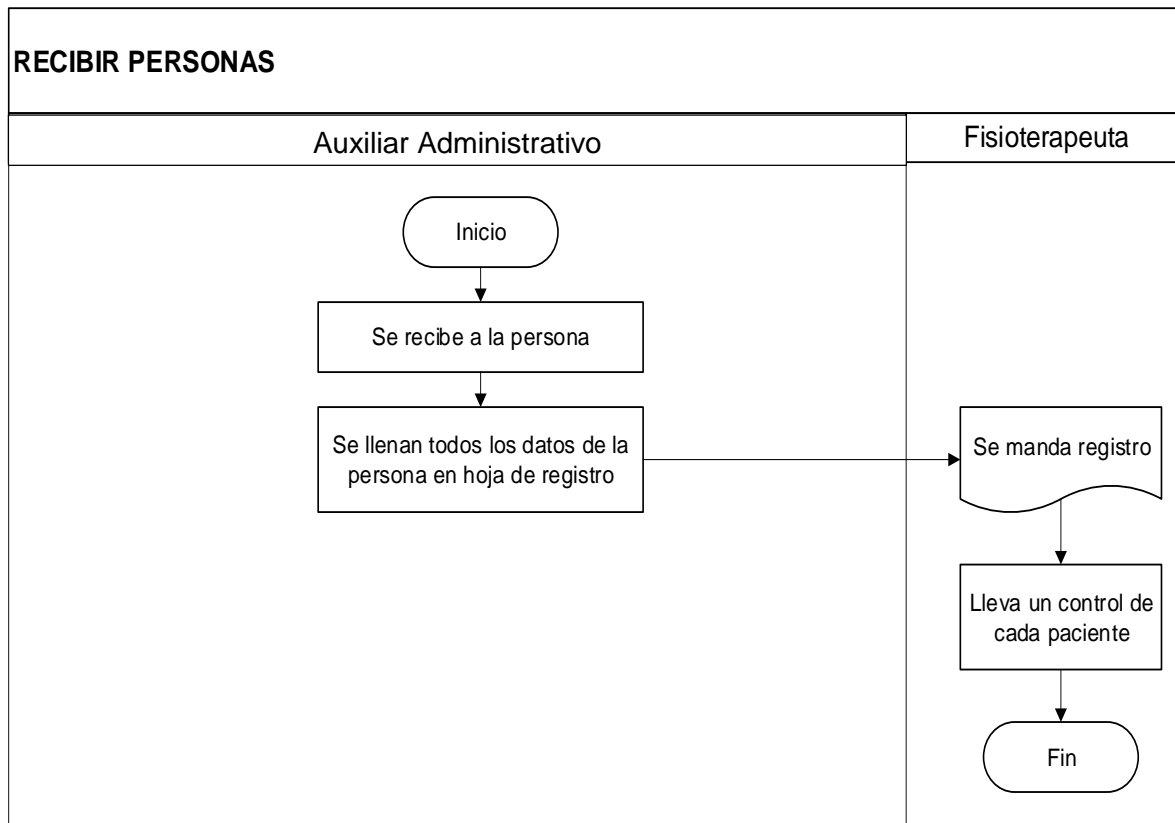 RECIBIR PERSONAS
Auxiliar Administrativo
Fisioterapeuta
Inicio
Se recibe a la persona
Se llenan todos los datos de la
persona en hoja de registro
Se manda registro
Lleva un control de
cada paciente
Fin